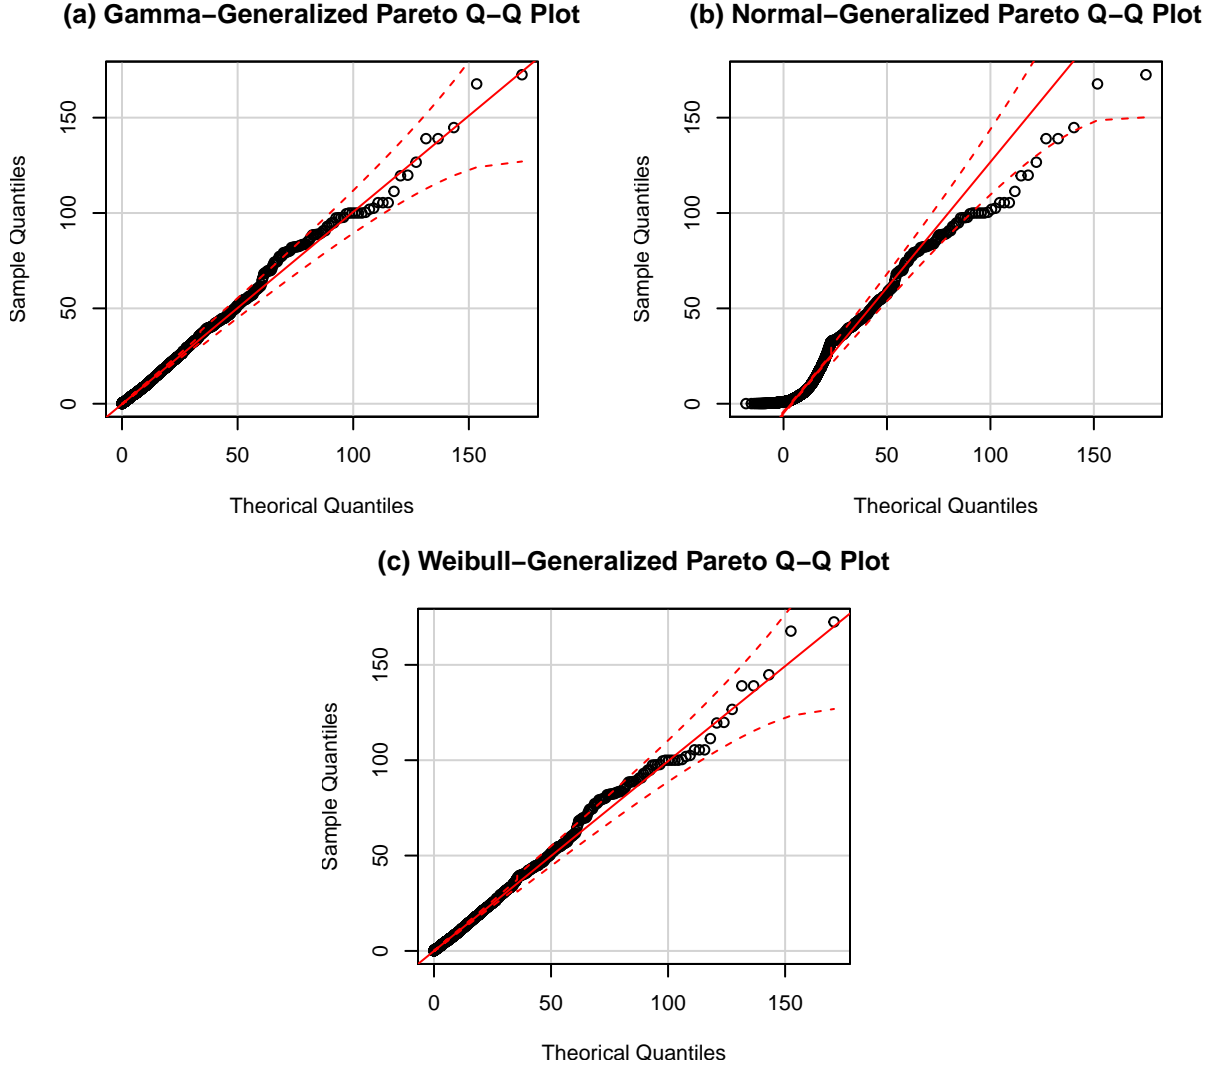 (a) Gamma−Generalized Pareto Q−Q Plot
Sample Quantiles
150
100
50
0
0 50 100 150
Theorical Quantiles
(b) Normal−Generalized Pareto Q−Q Plot
Sample Quantiles
150
100
50
0
0 50 100 150
Theorical Quantiles
(c) Weibull−Generalized Pareto Q−Q Plot
Sample Quantiles
150
100
50
0
0 50 100 150
Theorical Quantiles